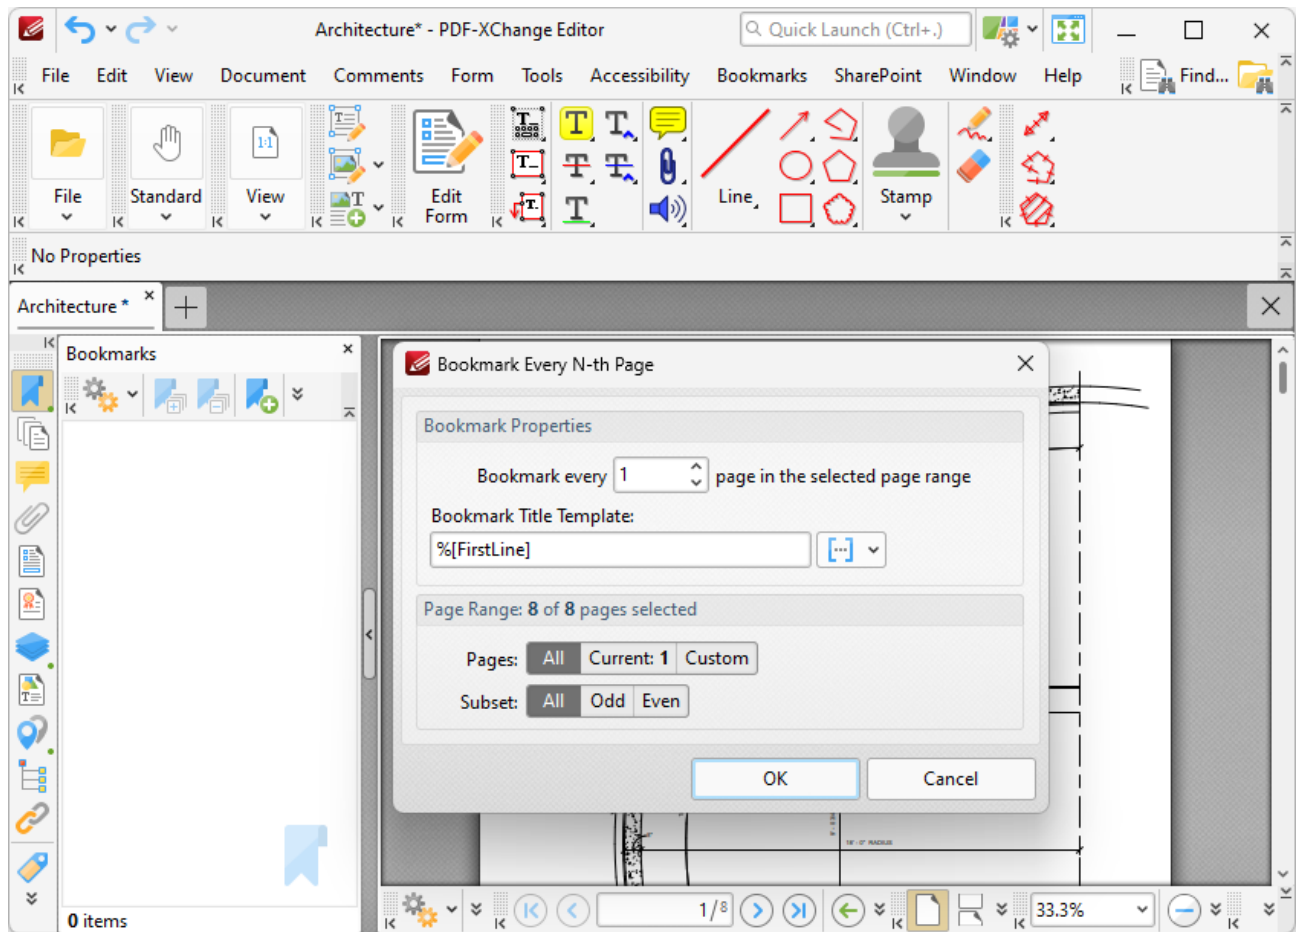 Architecture* - PDF-XChange Editor
Quick Launch (Ctrl+.)
File Edit View Document Comments Form Tools Accessibility Bookmarks SharePoint Window Help Find...
File
Standard
1:1
View
Edit
Form
Line
Stamp
No Properties
Architecture *
Bookmarks
Bookmark Every N-th Page
Bookmark Properties
Bookmark every 1 page in the selected page range
Bookmark Title Template:
%[FirstLine]
Page Range: 8 of 8 pages selected
Pages: All Current: 1 Custom
Subset: All Odd Even
OK Cancel
0 items
1/8
33.3%